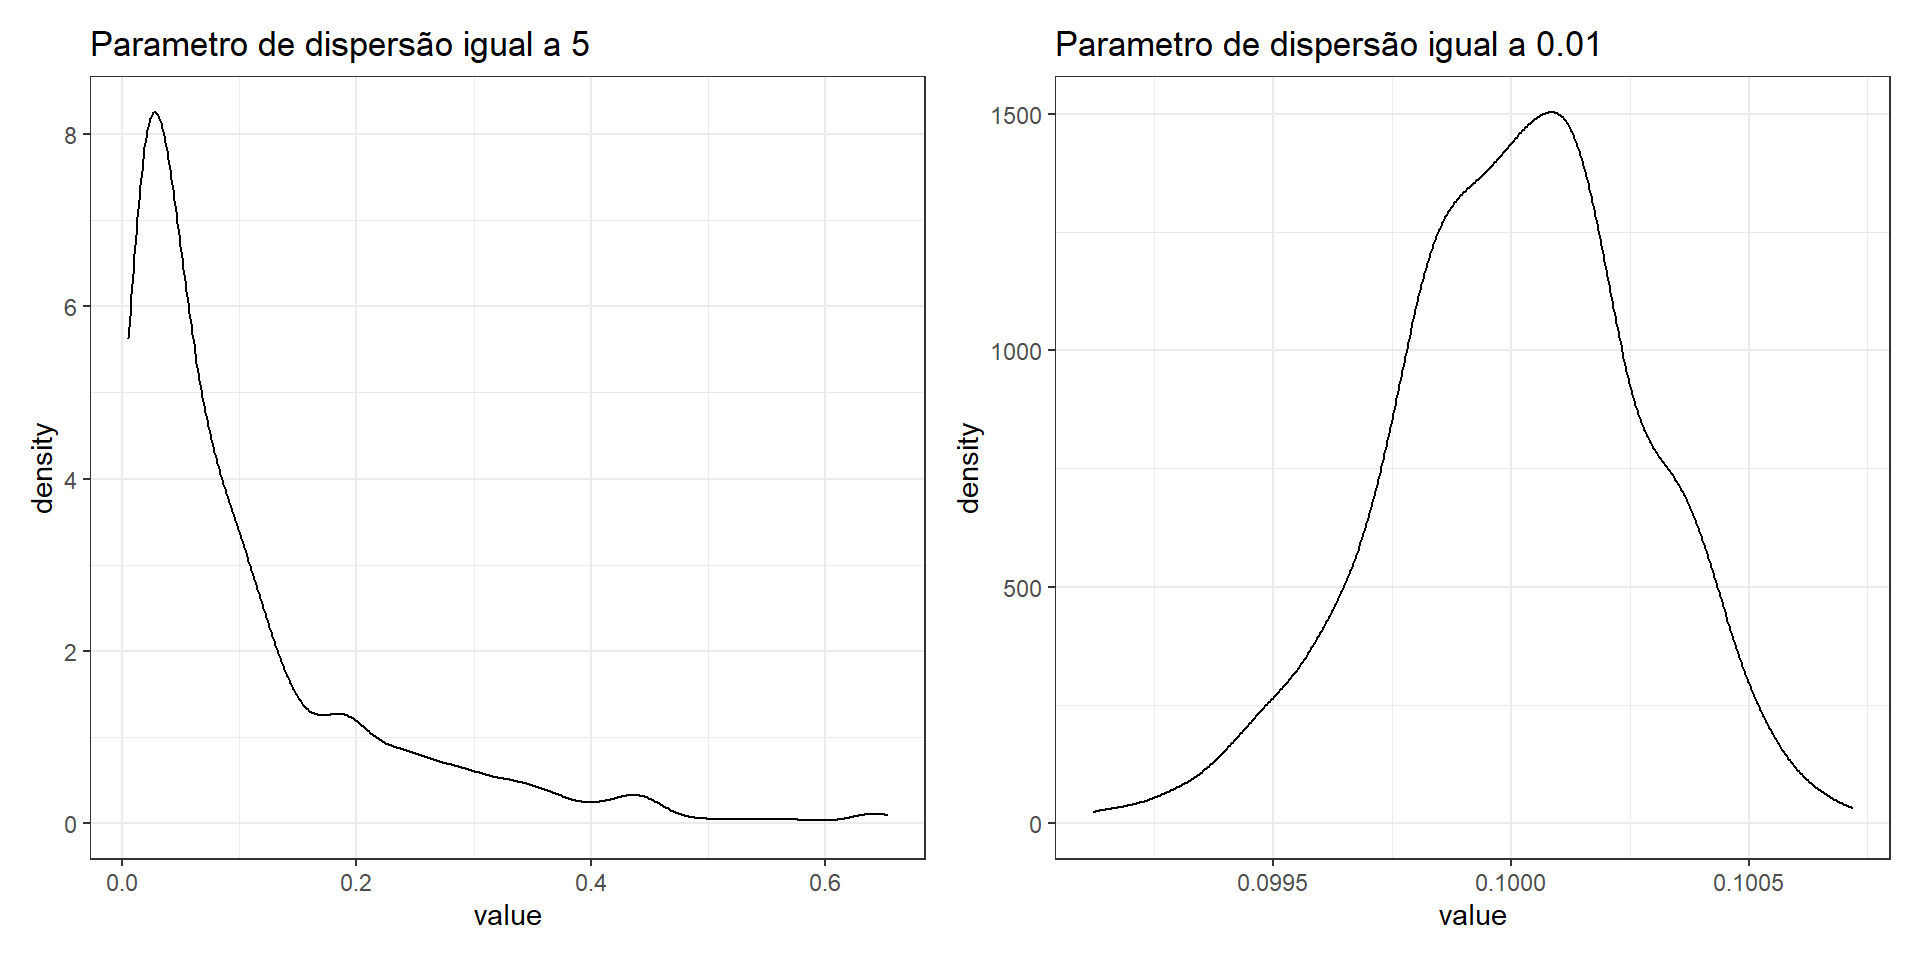 Parametro de dispersão igual a 5
density
8
6
4
2
0
0.0 0.2 0.4 0.6
value
Parametro de dispersão igual a 0.01
density
1500
1000
500
0
0.0995 0.1000 0.1005
value